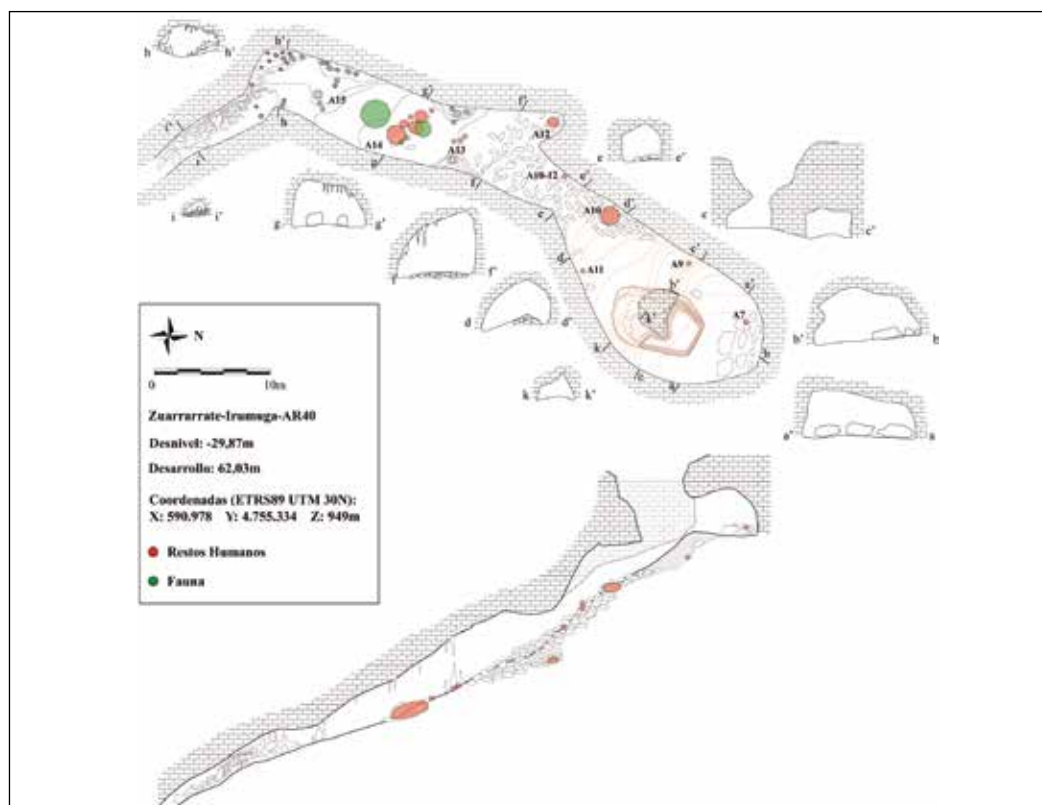 h h'
h'
A15
g'
f'
i'
A12
h
A14
A13
i
g
e e'
A10-12
e'
f
i i'
g g'
e
A10
d'
c c'
f f'
d
A11
A9
c'
a'
b'
k'
A7
d d'
b' b
k
b
k k'
a' a
N
0 10m
Zuarrarrate-Irumuga-AR40
Desnivel: -29,87m
Desarrollo: 62,03m
Coordenadas (ETRS89 UTM 30N):
X: 590.978 Y: 4.755.334 Z: 949m
Restos Humanos
Fauna